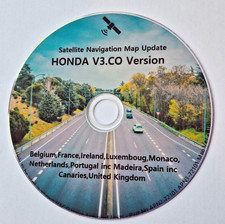 Satellite Navigation Map Update
HONDA V3.CO Version
Belgium,France,Ireland,Luxemboug,Monaco,
Netherlands,Portugal inc Madeira,Spain inc
Canaries,United Kingdom